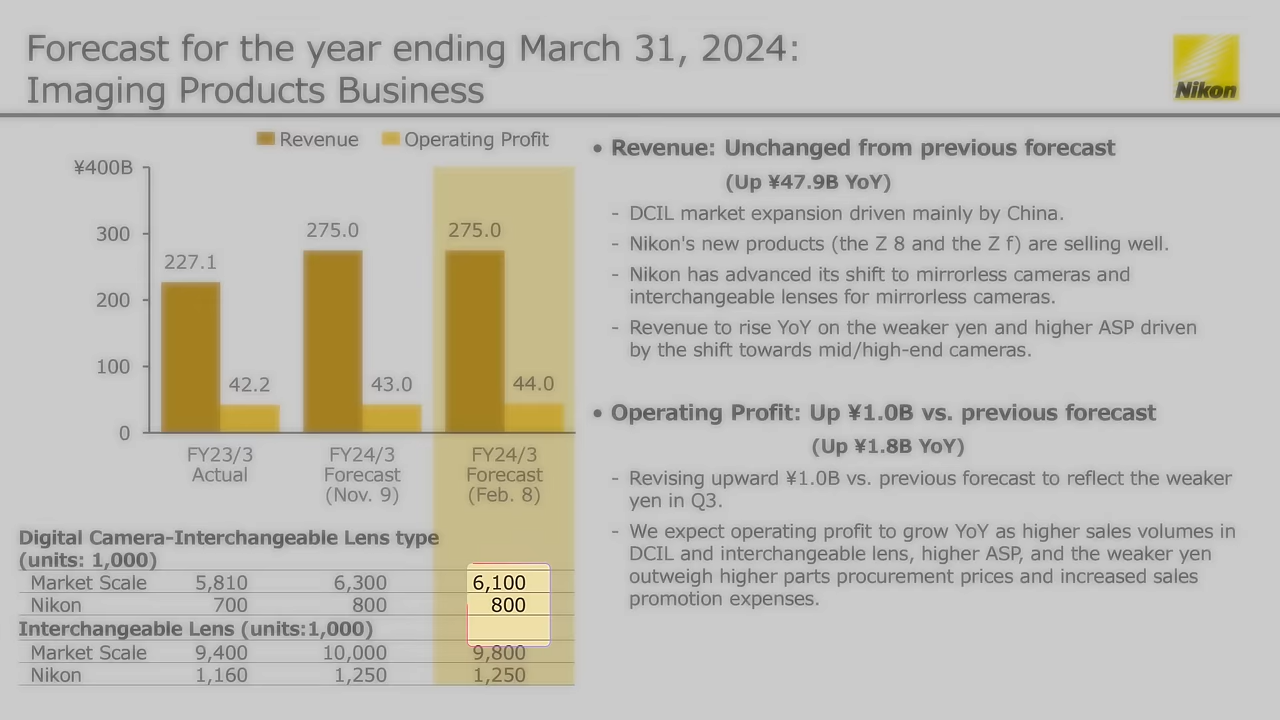 Forecast for the year ending March 31, 2024:
Imaging Products Business
Nikon
Revenue
Operating Profit
¥400B
300
200
100
0
227.1
42.2
275.0
43.0
275.0
44.0
FY23/3
Actual
FY24/3
Forecast
(Nov. 9)
FY24/3
Forecast
(Feb. 8)
Digital Camera-Interchangeable Lens type
(units: 1,000)
Market Scale 5,810 6,300 6,100
Nikon 700 800 800
Interchangeable Lens (units:1,000)
Market Scale 9,400 10,000 9,800
Nikon 1,160 1,250 1,250
• Revenue: Unchanged from previous forecast
(Up ¥47.9B YoY)
- DCIL market expansion driven mainly by China.
- Nikon's new products (the Z 8 and the Z f) are selling well.
- Nikon has advanced its shift to mirrorless cameras and
interchangeable lenses for mirrorless cameras.
- Revenue to rise YoY on the weaker yen and higher ASP driven
by the shift towards mid/high-end cameras.
• Operating Profit: Up ¥1.0B vs. previous forecast
(Up ¥1.8B YoY)
- Revising upward ¥1.0B vs. previous forecast to reflect the weaker
yen in Q3.
- We expect operating profit to grow YoY as higher sales volumes in
DCIL and interchangeable lens, higher ASP, and the weaker yen
outweigh higher parts procurement prices and increased sales
promotion expenses.